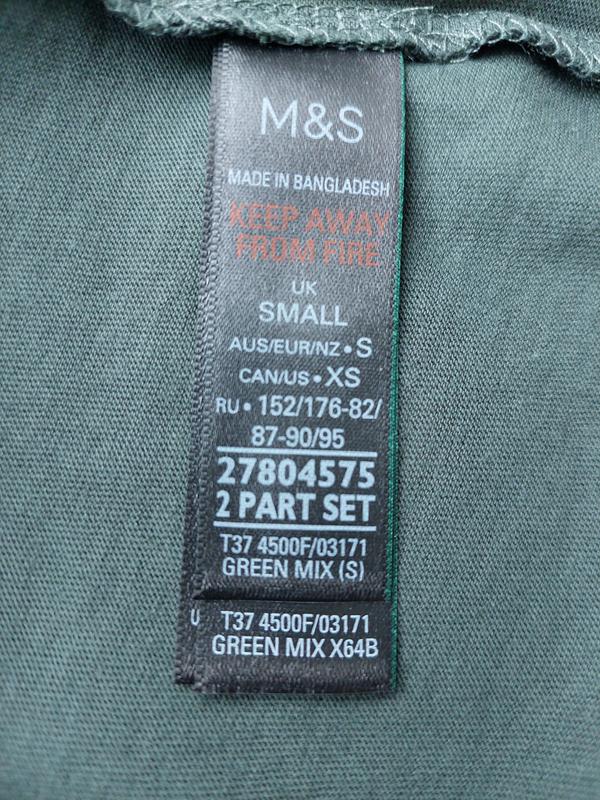 M&S
MADE IN BANGLADESH
KEEP AWAY
FROM FIRE
UK
SMALL
AUS/EUR/NZ • S
CAN/US • XS
RU • 152/176-82/
87-90/95
27804575
2 PART SET
T37 4500F/03171
GREEN MIX (S)
U
T37 4500F/03171
GREEN MIX X64B